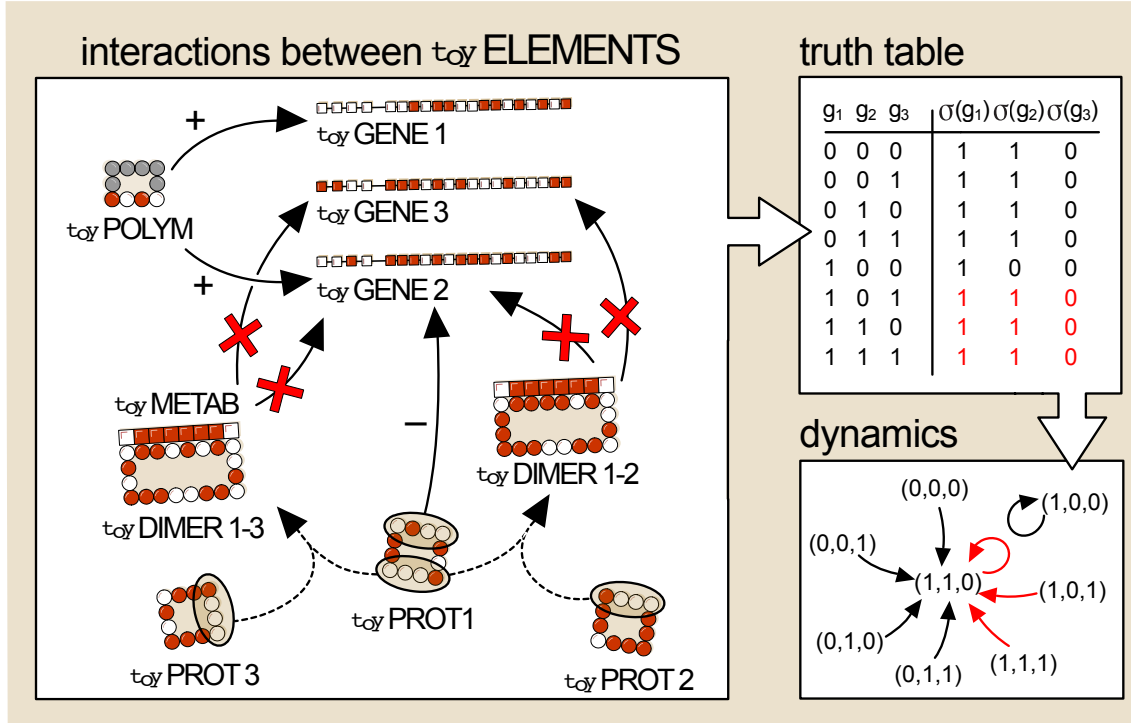 interactions between toy ELEMENTS
+
toy GENE 1
toy POLYM
toy GENE 3
+
toy GENE 2
toy METAB
−
toy DIMER 1-2
toy DIMER 1-3
toy PROT1
toy PROT 3
toy PROT 2
truth table
g1 g2 g3 σ(g1) σ(g2) σ(g3)
0 0 0 1 1 0
0 0 1 1 1 0
0 1 0 1 1 0
0 1 1 1 1 0
1 0 0 1 0 0
1 0 1 1 1 0
1 1 0 1 1 0
1 1 1 1 1 0
dynamics
(0,0,0)
(1,0,0)
(0,0,1)
(1,1,0)
(1,0,1)
(0,1,0)
(0,1,1)
(1,1,1)